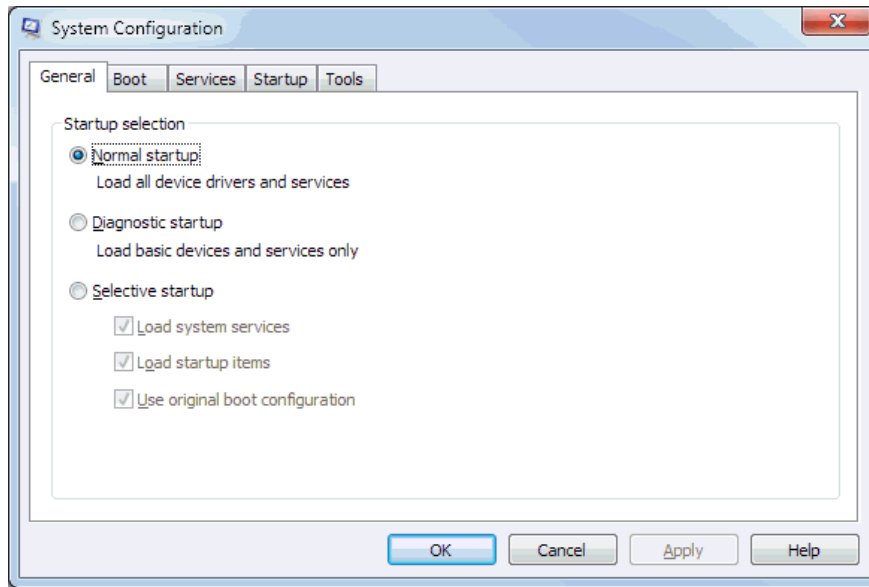 System Configuration
General Boot Services Startup Tools
Startup selection
Normal startup
Load all device drivers and services
Diagnostic startup
Load basic devices and services only
Selective startup
Load system services
Load startup items
Use original boot configuration
OK Cancel Apply Help